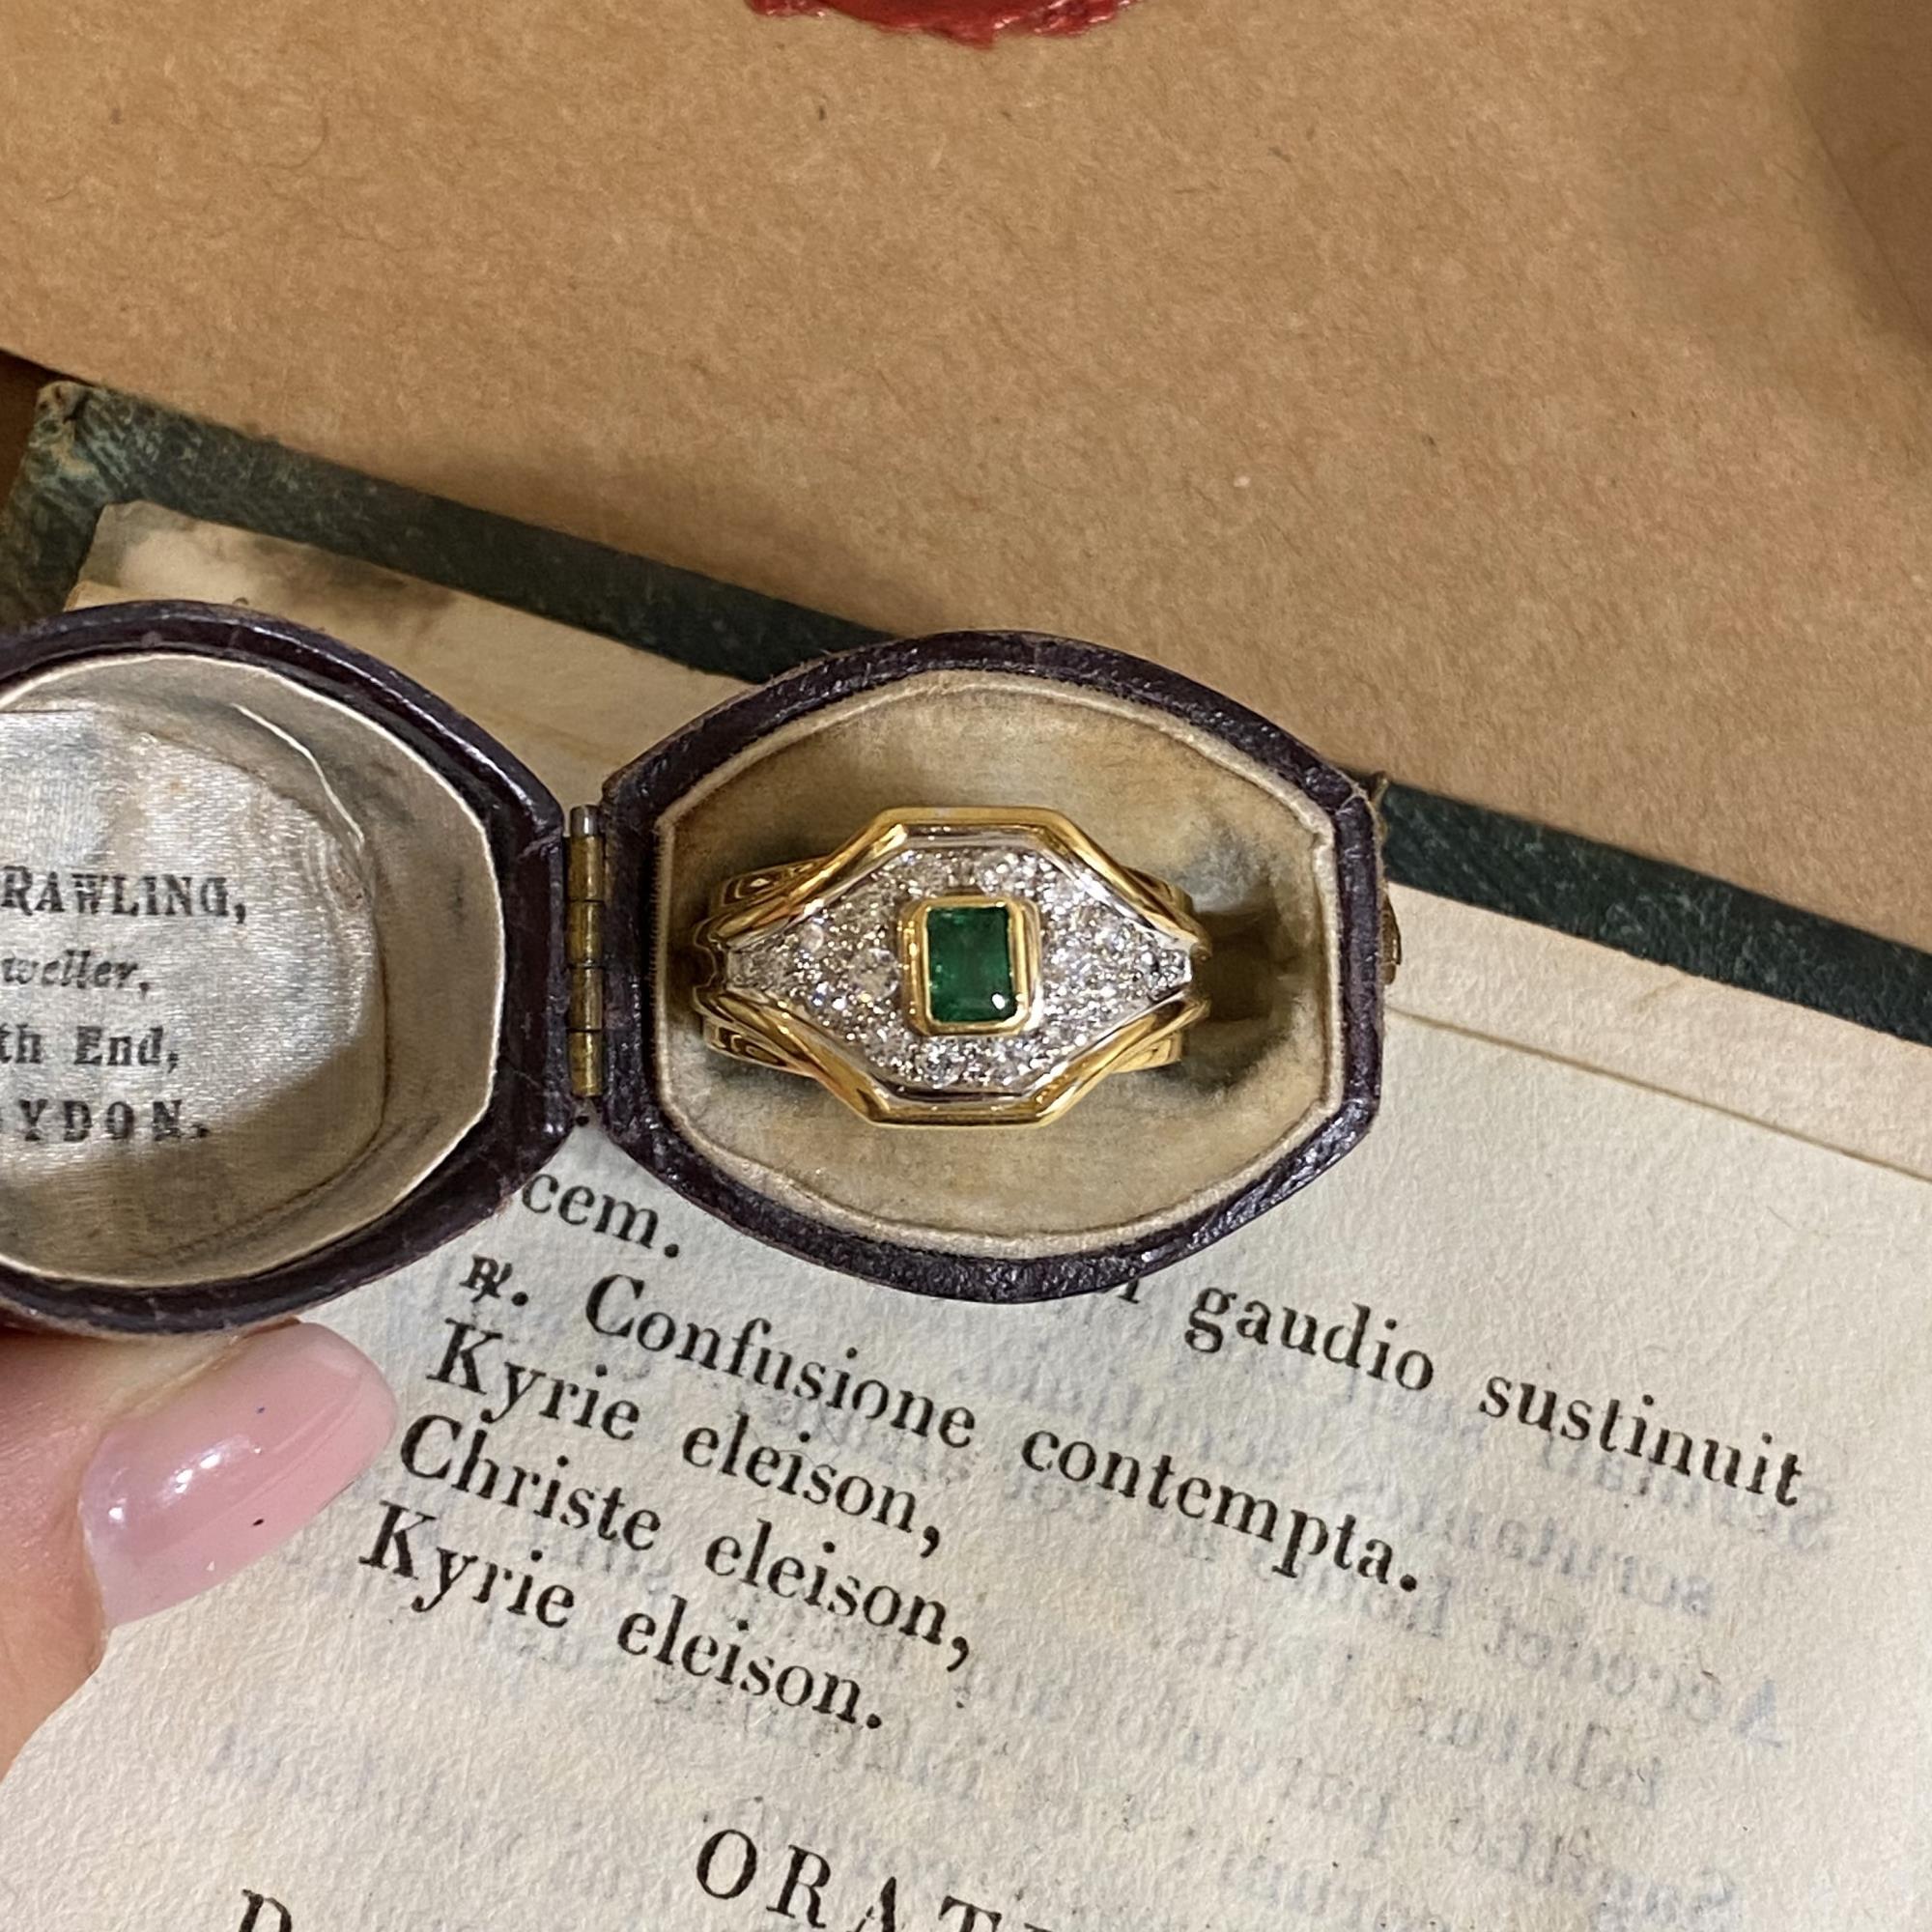 RAWLING,
weller,
th End,
YDON.
cem.
gaudio sustinuit
℟. Confusione contempta.
Kyrie eleison,
Christe eleison,
Kyrie eleison.
ORAT